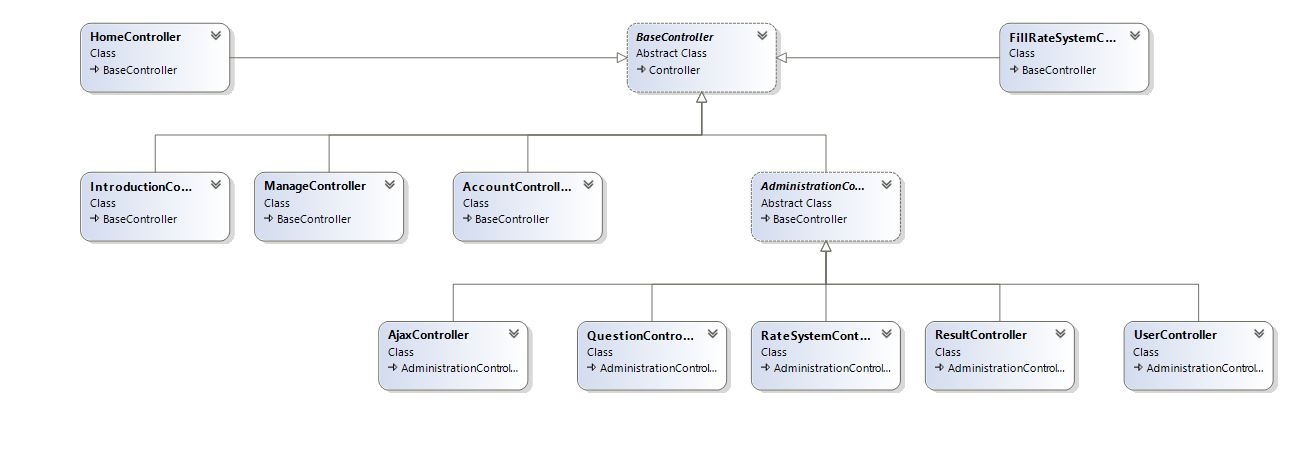 HomeController
Class
BaseController
BaseController
Abstract Class
Controller
FillRateSystemC...
Class
BaseController
IntroductionCo...
Class
BaseController
ManageController
Class
BaseController
AccountControll...
Class
BaseController
AdministrationCo...
Abstract Class
BaseController
AjaxController
Class
AdministrationControl...
QuestionContro...
Class
AdministrationControl...
RateSystemCont...
Class
AdministrationControl...
ResultController
Class
AdministrationControl...
UserController
Class
AdministrationControl...